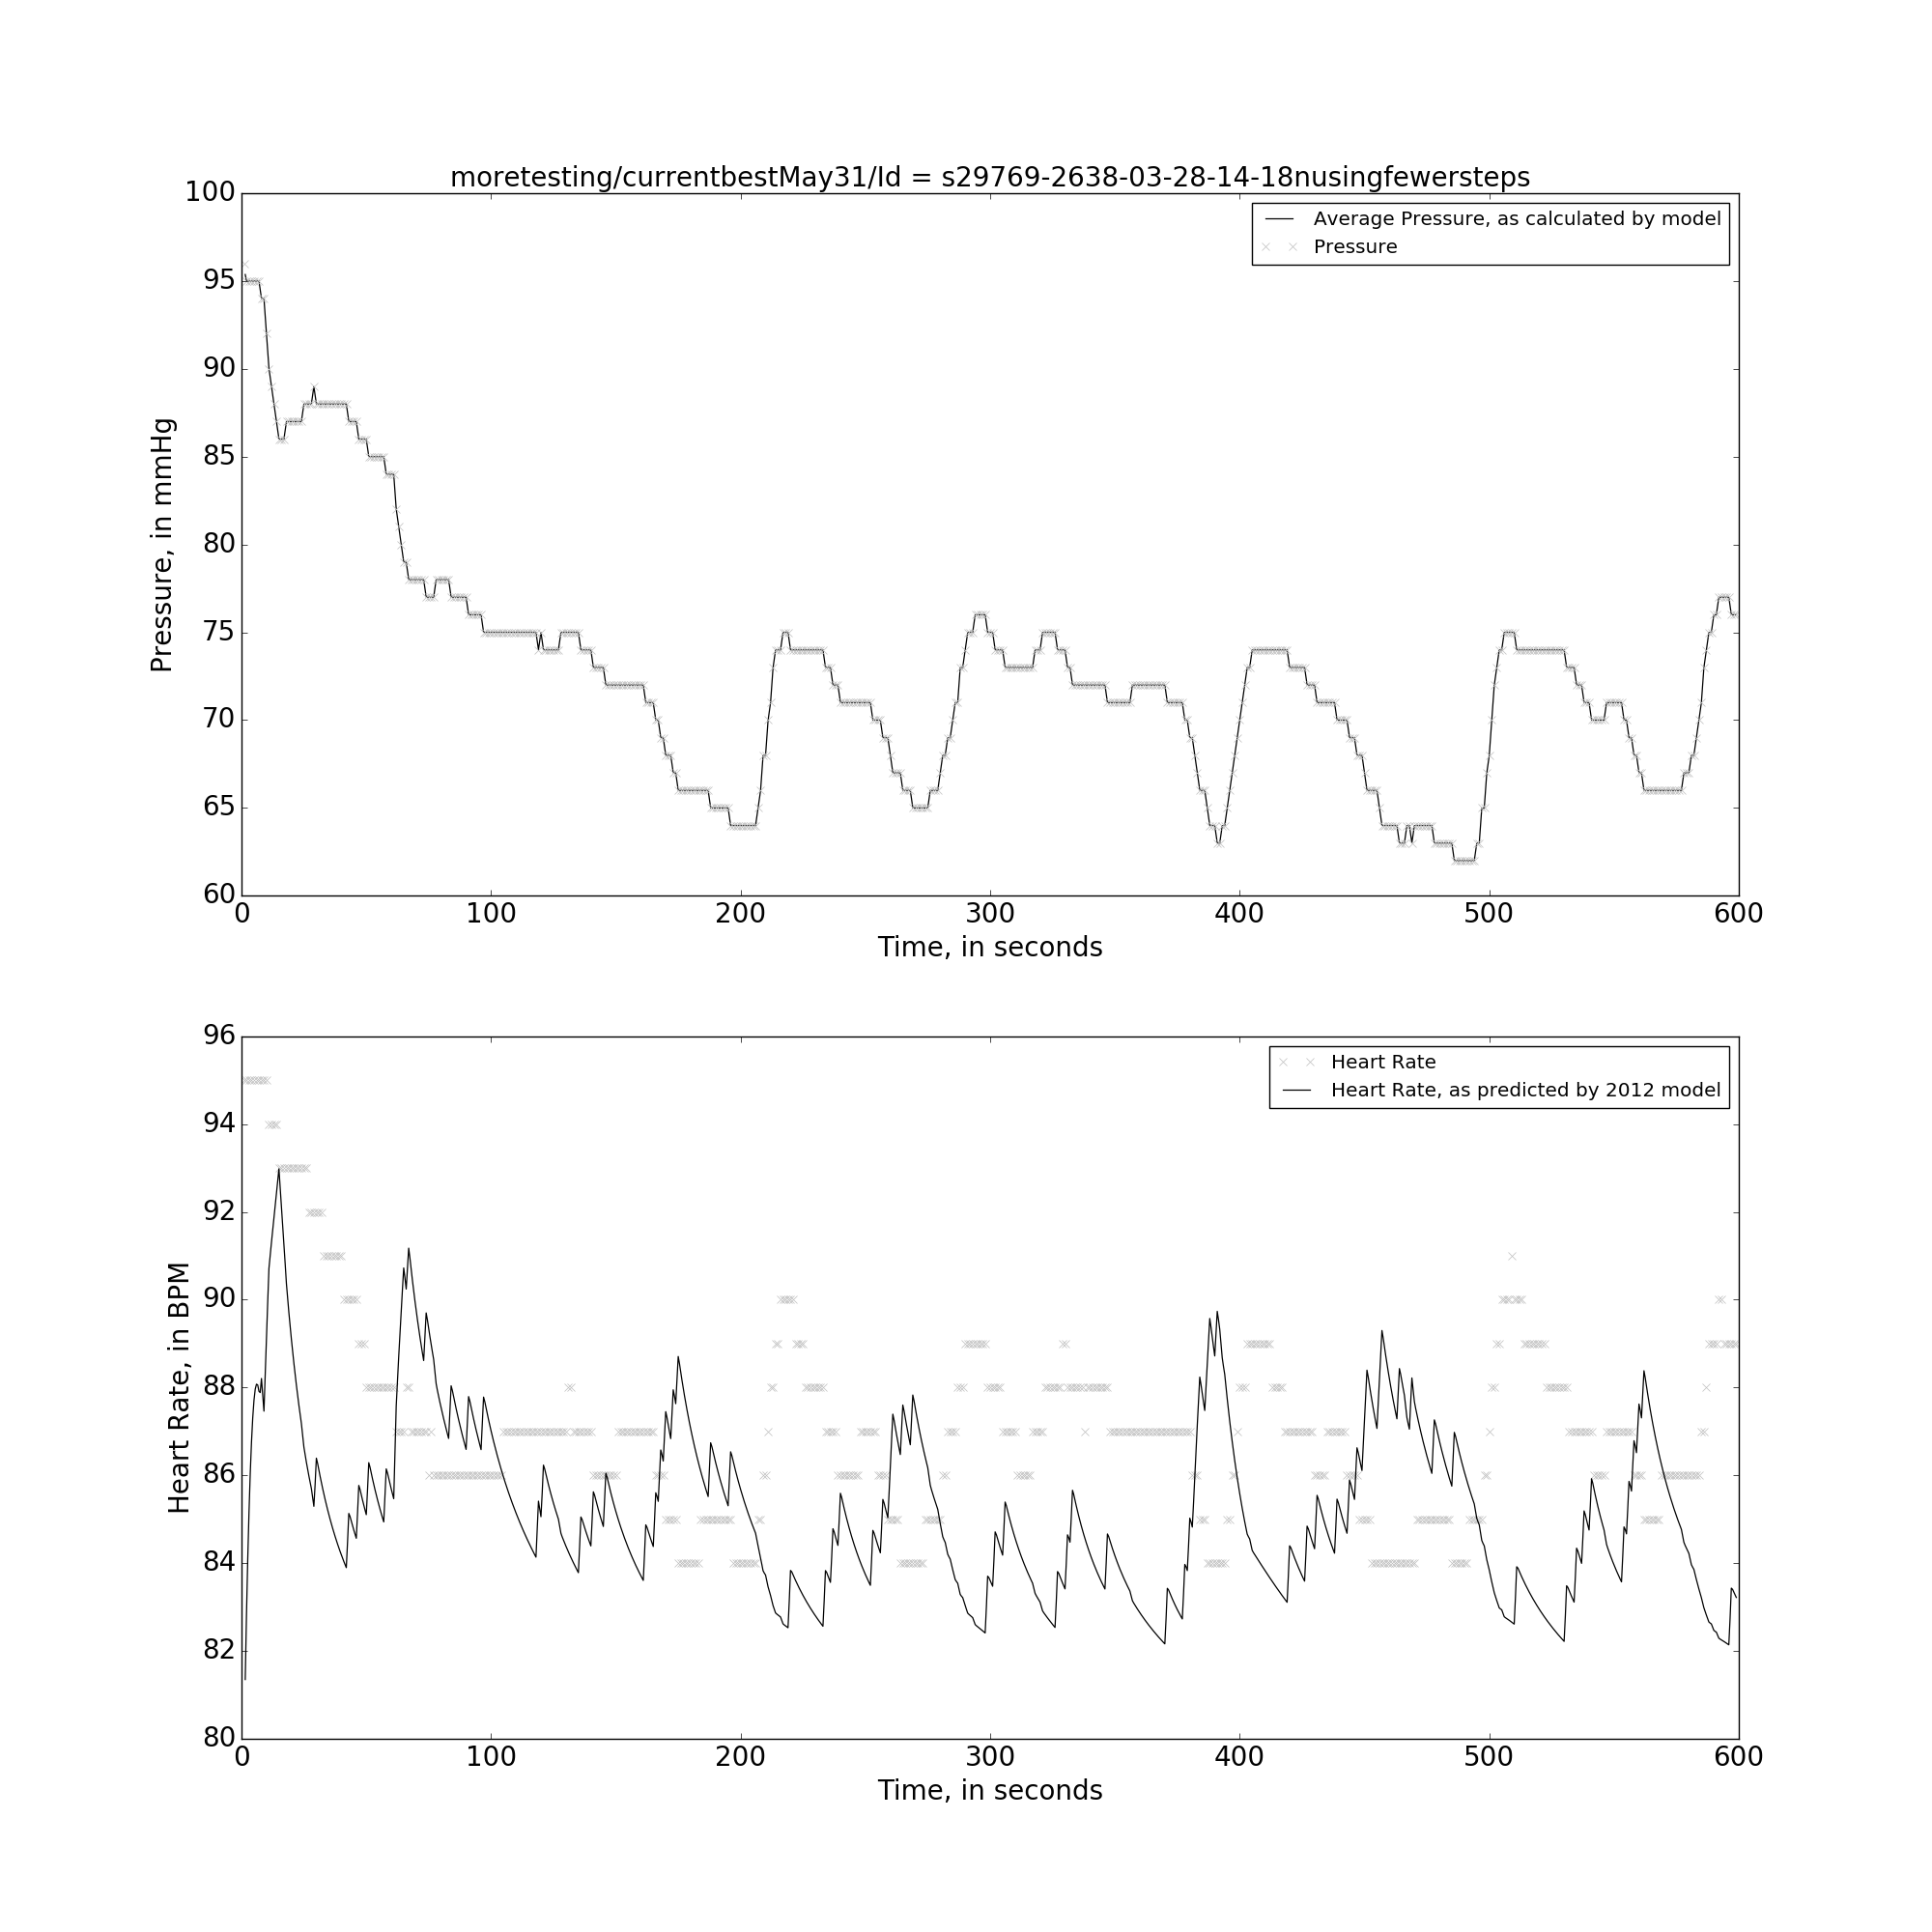 moretesting/currentbestMay31/Id = s29769-2638-03-28-14-18nusingfewersteps
100
95
90
85
80
75
70
65
60
Pressure, in mmHg
Average Pressure, as calculated by model
Pressure
0 100 200 300 400 500 600
Time, in seconds
96
94
92
90
88
86
84
82
80
Heart Rate, in BPM
Heart Rate
Heart Rate, as predicted by 2012 model
0 100 200 300 400 500 600
Time, in seconds